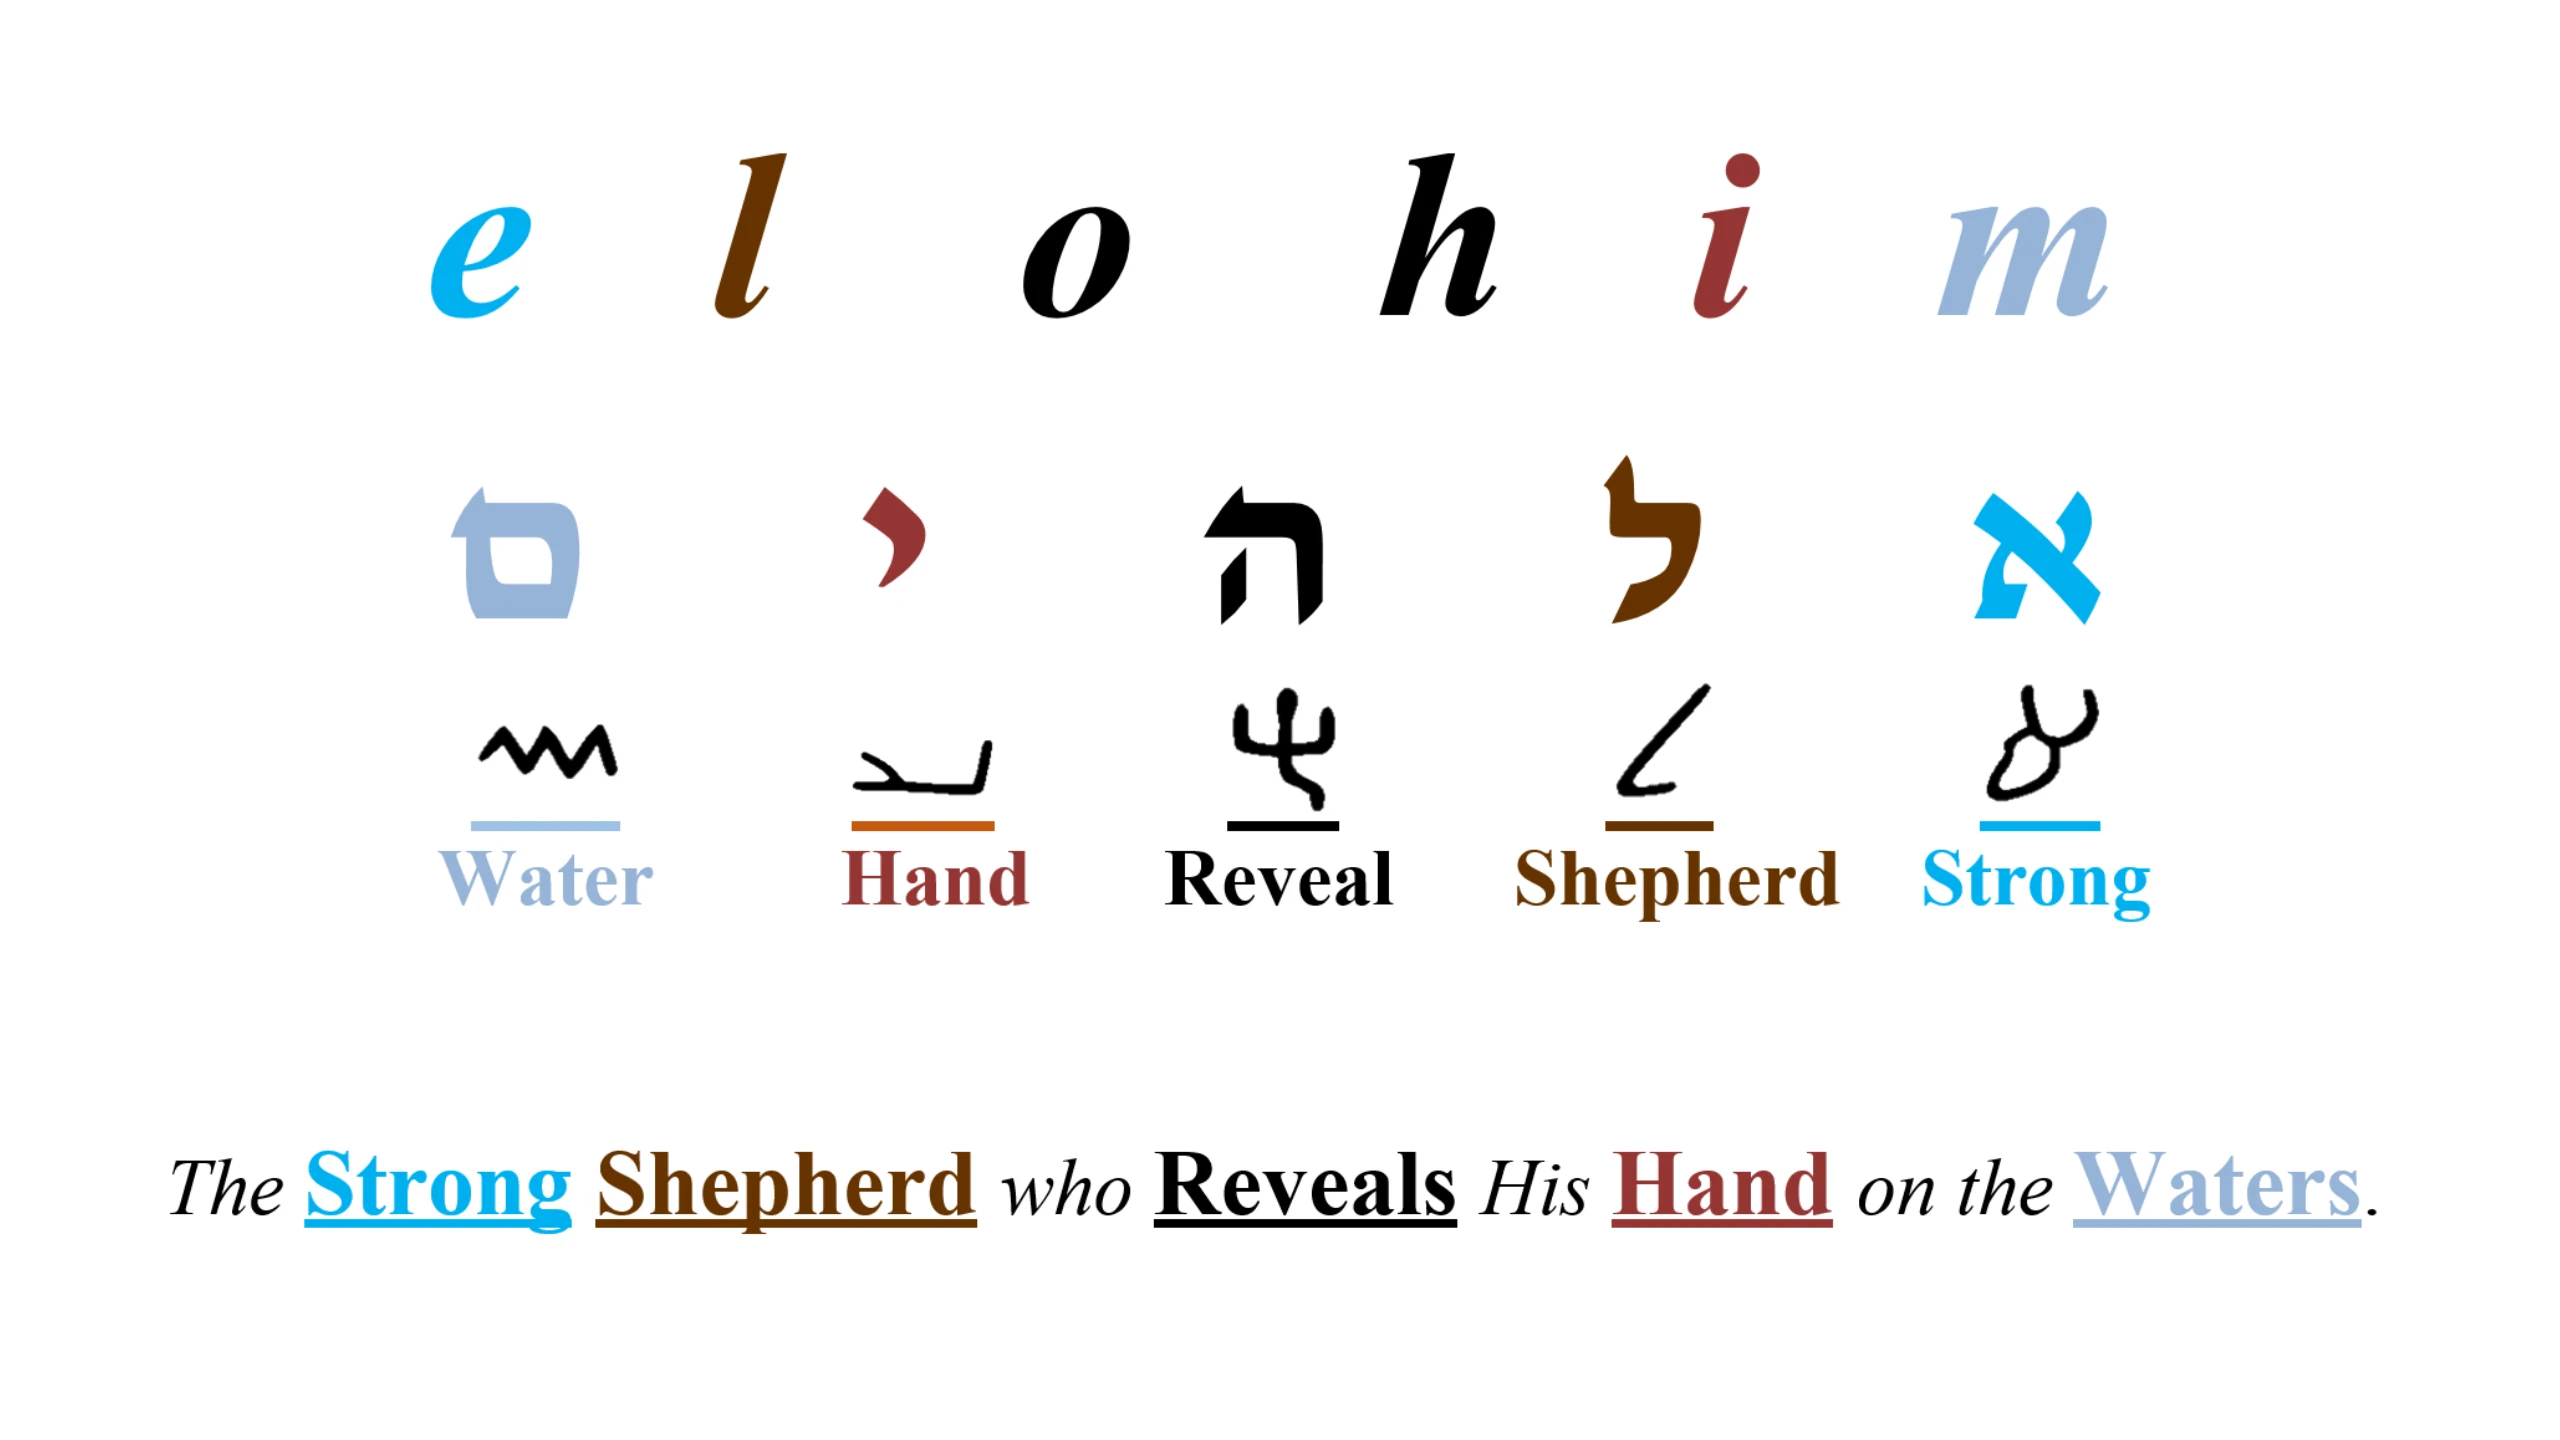 e l o h i m
א ל ה י ם
Water Hand Reveal Shepherd Strong
The Strong Shepherd who Reveals His Hand on the Waters.